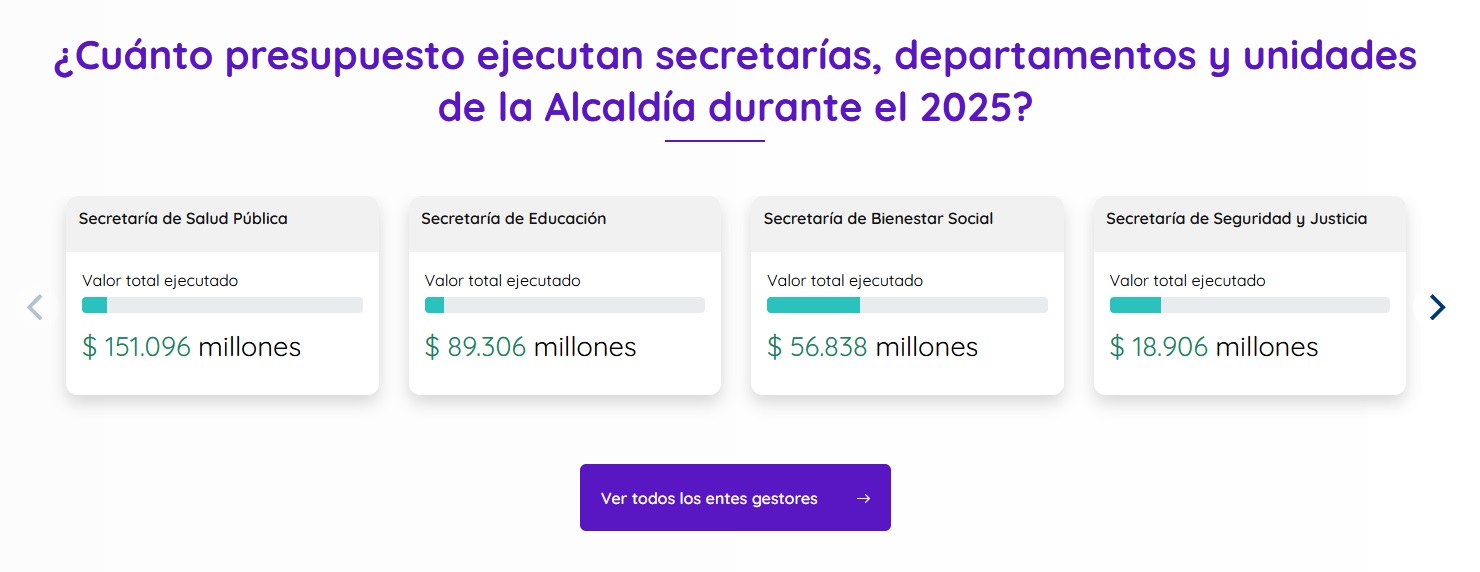 ¿Cuánto presupuesto ejecutan secretarías, departamentos y unidades
de la Alcaldía durante el 2025?
Secretaría de Salud Pública
Valor total ejecutado
$ 151.096 millones
Secretaría de Educación
Valor total ejecutado
$ 89.306 millones
Secretaría de Bienestar Social
Valor total ejecutado
$ 56.838 millones
Secretaría de Seguridad y Justicia
Valor total ejecutado
$ 18.906 millones
Ver todos los entes gestores →